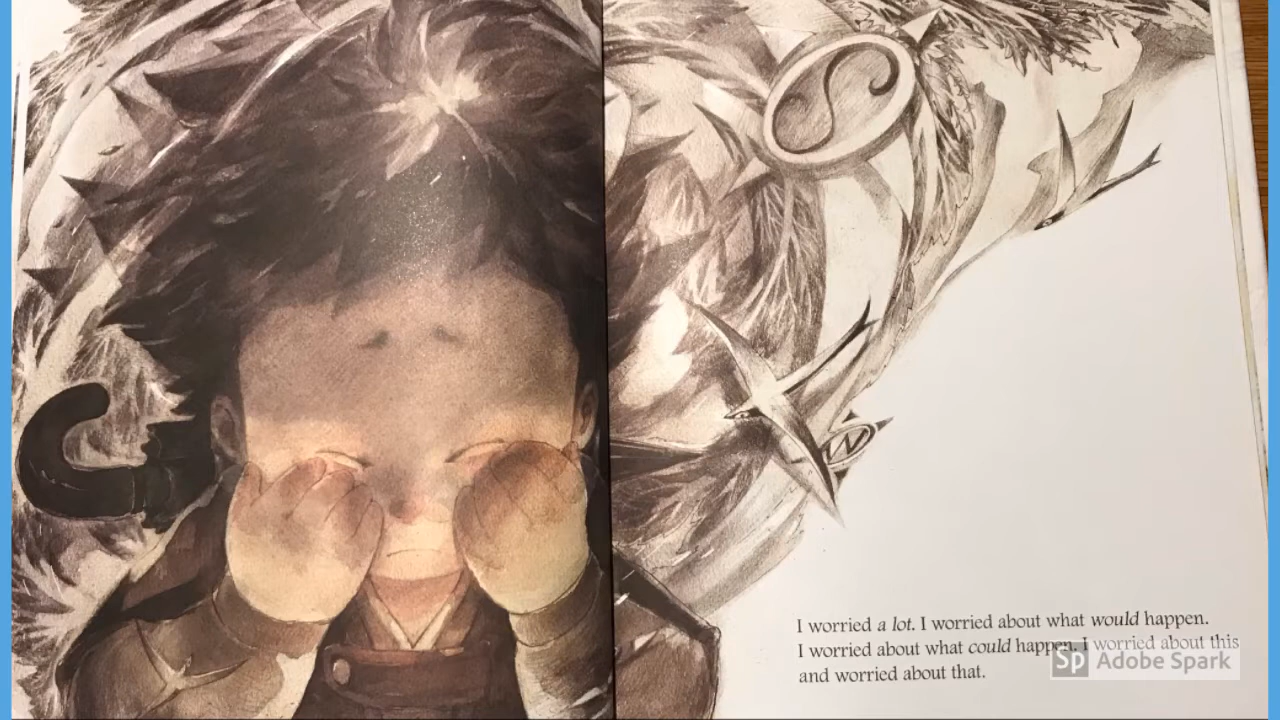 I worried a lot. I worried about what would happen.
I worried about what could happen. I worried about this
and worried about that.
Sp Adobe Spark